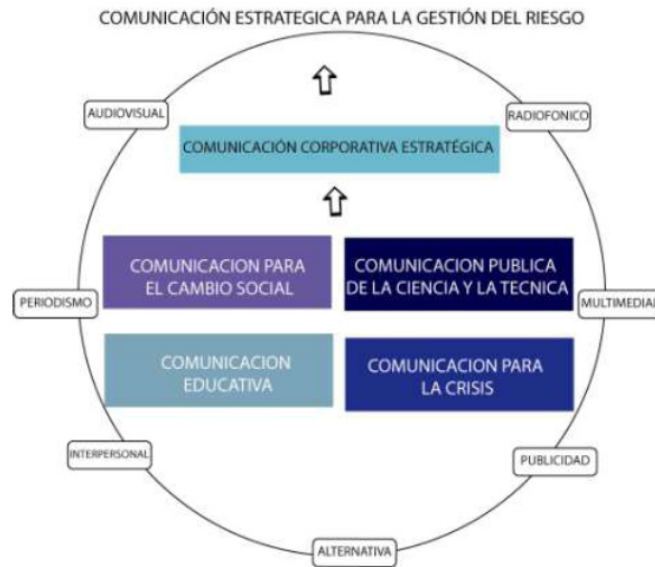 COMUNICACIÓN ESTRATEGICA PARA LA GESTIÓN DEL RIESGO
AUDIOVISUAL
RADIOFONICO
COMUNICACIÓN CORPORATIVA ESTRATÉGICA
COMUNICACION PARA
EL CAMBIO SOCIAL
COMUNICACION PUBLICA
DE LA CIENCIA Y LA TECNICA
PERIODISMO
MULTIMEDIAL
COMUNICACION
EDUCATIVA
COMUNICACION PARA
LA CRISIS
INTERPERSONAL
PUBLICIDAD
ALTERNATIVA